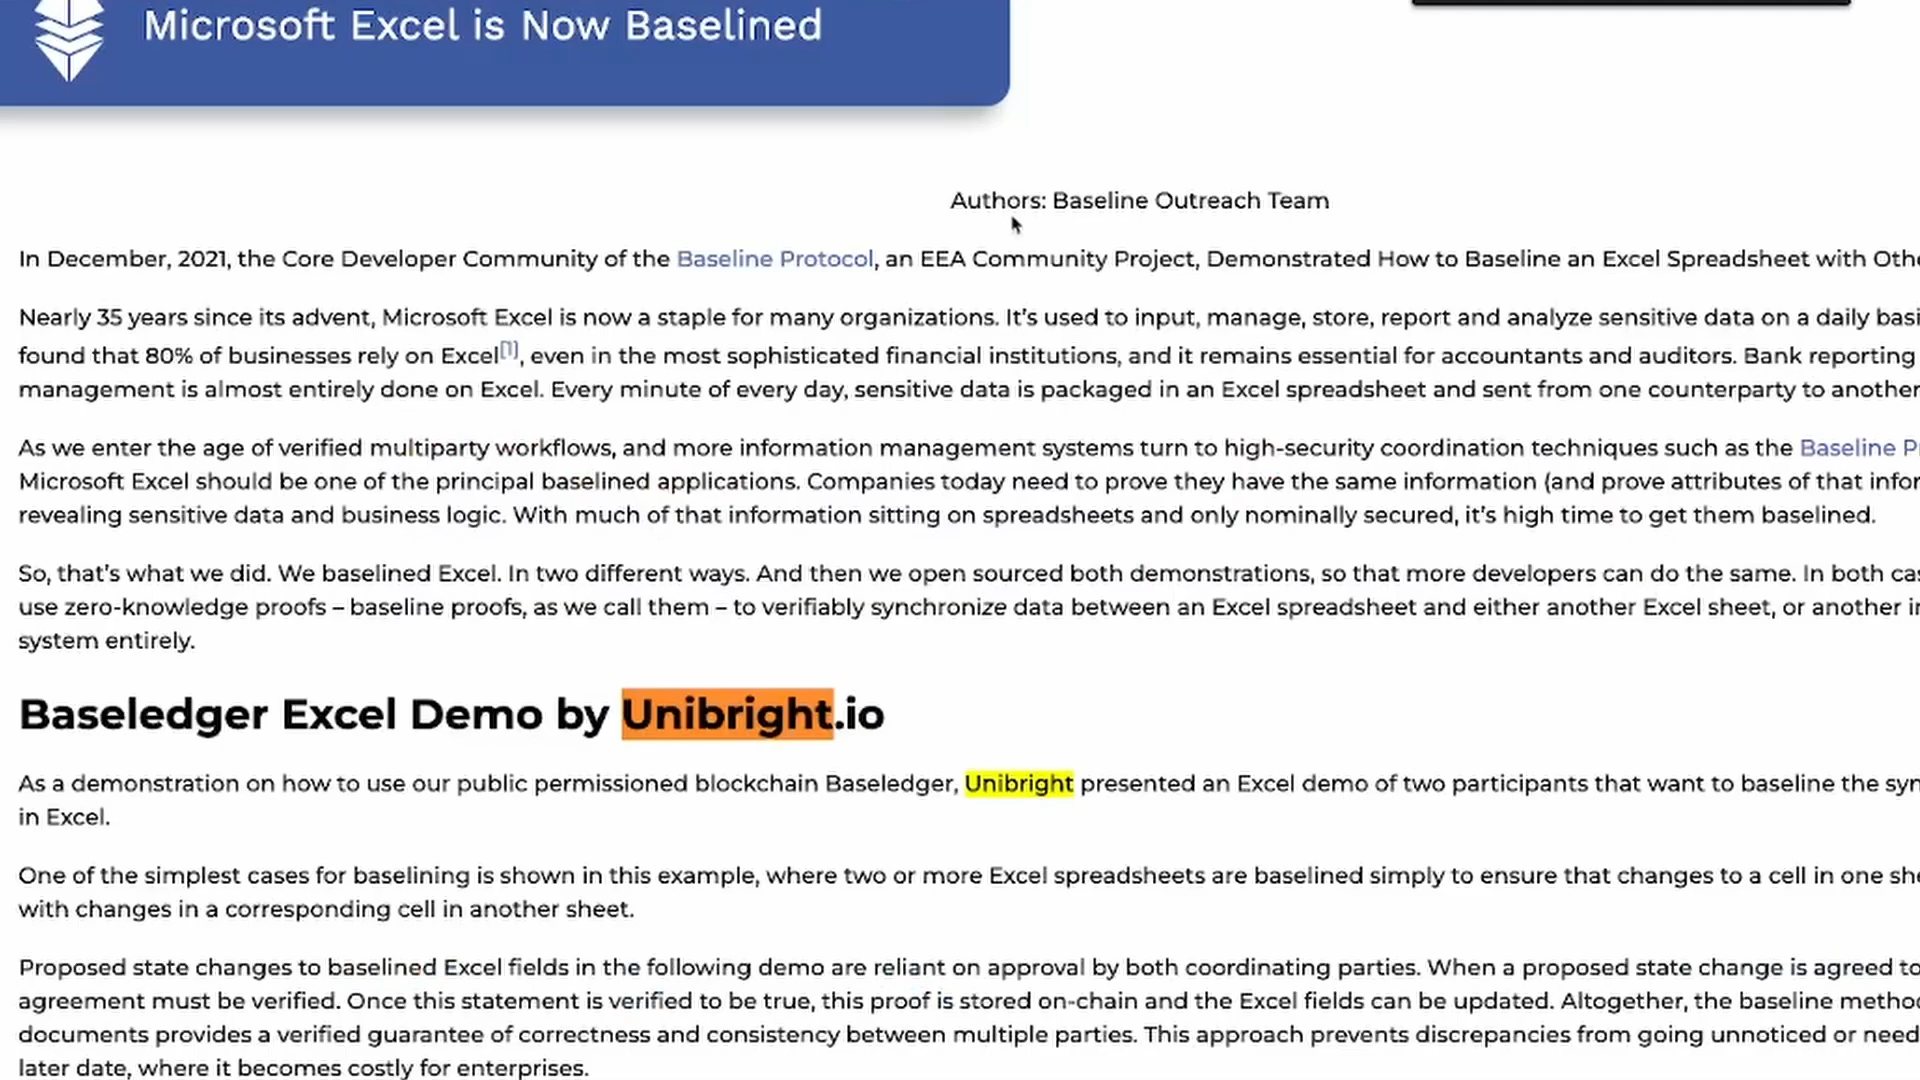 Microsoft Excel is Now Baselined
Authors: Baseline Outreach Team
In December, 2021, the Core Developer Community of the Baseline Protocol, an EEA Community Project, Demonstrated How to Baseline an Excel Spreadsheet with
Nearly 35 years since its advent, Microsoft Excel is now a staple for many organizations. It’s used to input, manage, store, report and analyze sensitive data on a daily
found that 80% of businesses rely on Excel[1], even in the most sophisticated financial institutions, and it remains essential for accountants and auditors. Bank reporting
management is almost entirely done on Excel. Every minute of every day, sensitive data is packaged in an Excel spreadsheet and sent from one counterparty to another
As we enter the age of verified multiparty workflows, and more information management systems turn to high-security coordination techniques such as the Baseline
Microsoft Excel should be one of the principal baselined applications. Companies today need to prove they have the same information (and prove attributes of that
revealing sensitive data and business logic. With much of that information sitting on spreadsheets and only nominally secured, it’s high time to get them baselined.
So, that’s what we did. We baselined Excel. In two different ways. And then we open sourced both demonstrations, so that more developers can do the same. In both
use zero-knowledge proofs – baseline proofs, as we call them – to verifiably synchronize data between an Excel spreadsheet and either another Excel sheet, or another
system entirely.
Baseledger Excel Demo by Unibright.io
As a demonstration on how to use our public permissioned blockchain Baseledger, Unibright presented an Excel demo of two participants that want to baseline the
in Excel.
One of the simplest cases for baselining is shown in this example, where two or more Excel spreadsheets are baselined simply to ensure that changes to a cell in one
with changes in a corresponding cell in another sheet.
Proposed state changes to baselined Excel fields in the following demo are reliant on approval by both coordinating parties. When a proposed state change is agreed to
agreement must be verified. Once this statement is verified to be true, this proof is stored on-chain and the Excel fields can be updated. Altogether, the baseline
documents provides a verified guarantee of correctness and consistency between multiple parties. This approach prevents discrepancies from going unnoticed or
later date, where it becomes costly for enterprises.